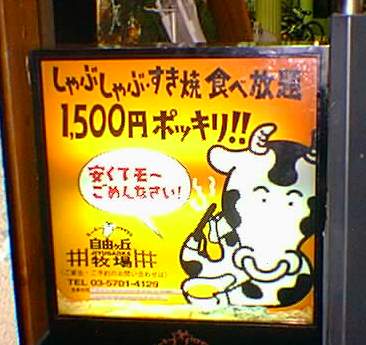 しゃぶしゃぶ・すき焼 食べ放題
1,500円 ポッキリ!!
安くてモ〜
ごめんなさい!
自由ヶ丘
JIYUGAOKA
牧場
TEL 03-5701-4129